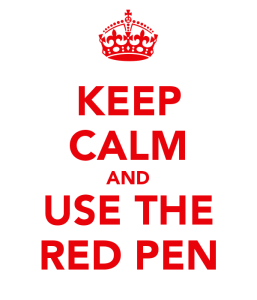 KEEP
CALM
AND
USE THE
RED PEN